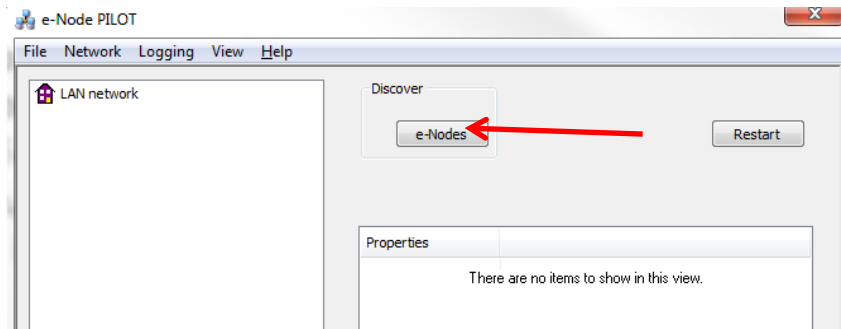 e-Node PILOT
File Network Logging View Help
LAN network
Discover
e-Nodes
Restart
Properties
There are no items to show in this view.